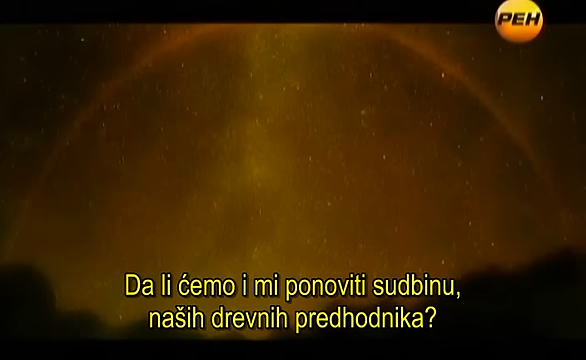 РЕН
Da li ćemo i mi ponoviti sudbinu,
naših drevnih predhodnika?